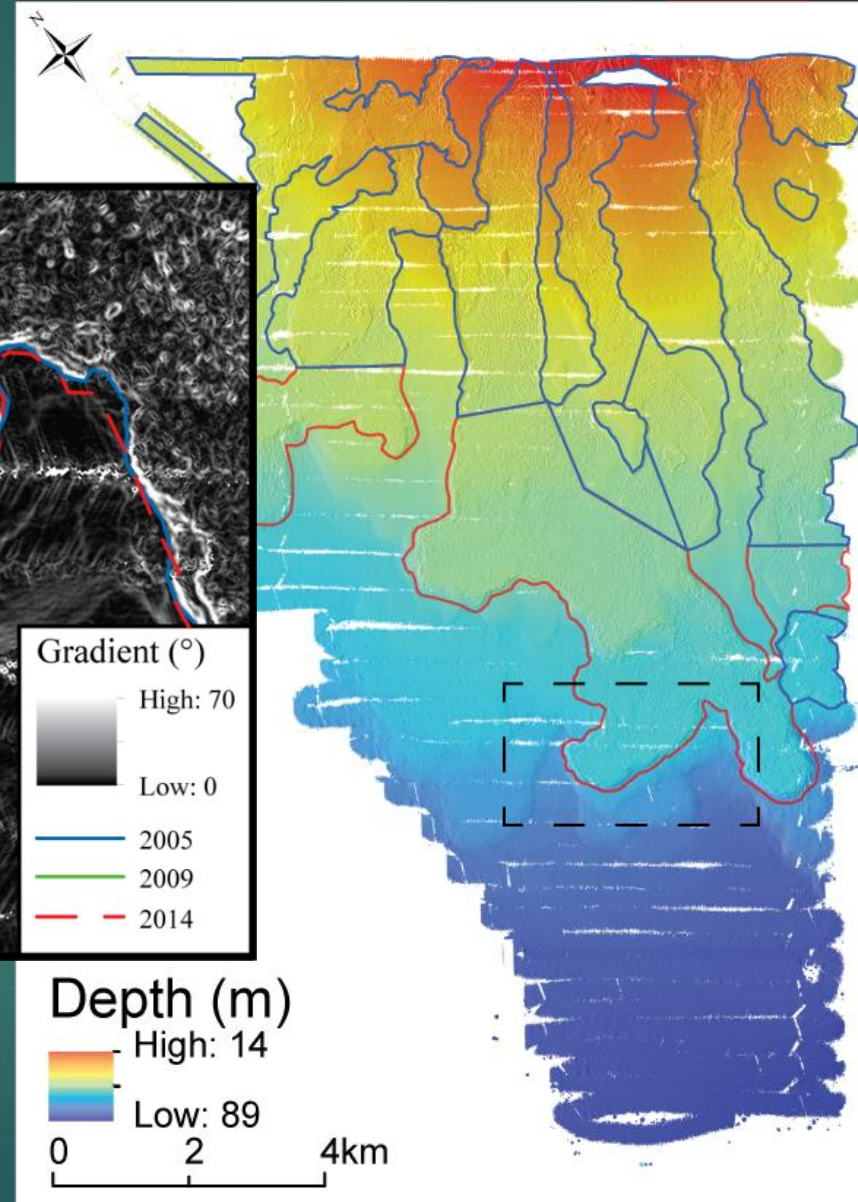 N
Gradient (°)
High: 70
Low: 0
2005
2009
2014
Depth (m)
High: 14
Low: 89
0 2 4km